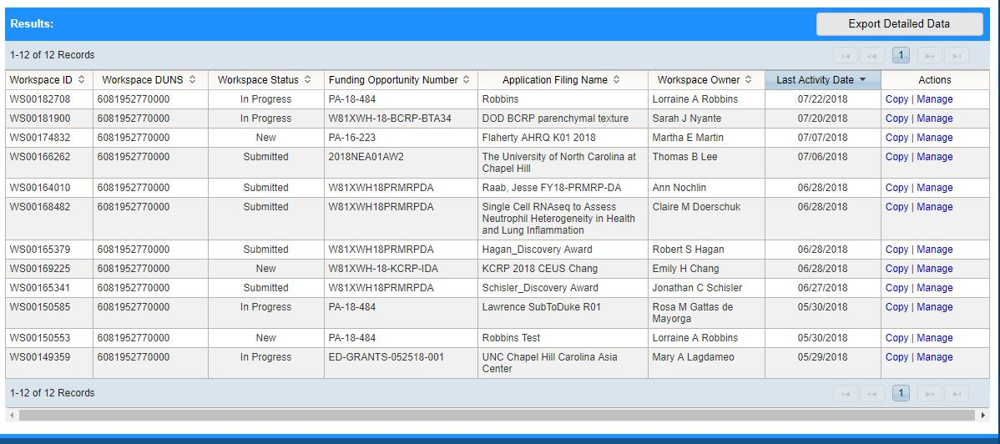 Results: Export Detailed Data
1-12 of 12 Records 1
Workspace ID Workspace DUNS Workspace Status Funding Opportunity Number Application Filing Name Workspace Owner Last Activity Date Actions
WS00182708 6081952770000 In Progress PA-18-484 Robbins Lorraine A Robbins 07/22/2018 Copy | Manage
WS00181900 6081952770000 In Progress W81XWH-18-BCRP-BTA34 DOD BCRP parenchymal texture Sarah J Nyante 07/20/2018 Copy | Manage
WS00174832 6081952770000 New PA-16-223 Flaherty AHRQ K01 2018 Martha E Martin 07/07/2018 Copy | Manage
WS00166262 6081952770000 Submitted 2018NEA01AW2 The University of North Carolina at Thomas B Lee 07/06/2018 Copy | Manage
Chapel Hill
WS00164010 6081952770000 Submitted W81XWH18PRMRPDA Raab, Jesse FY18-PRMRP-DA Ann Nochlin 06/28/2018 Copy | Manage
WS00168482 6081952770000 Submitted W81XWH18PRMRPDA Single Cell RNAseq to Assess Claire M Doerschuk 06/28/2018 Copy | Manage
Neutrophil Heterogeneity in Health
and Lung Inflammation
WS00165379 6081952770000 Submitted W81XWH18PRMRPDA Hagan_Discovery Award Robert S Hagan 06/28/2018 Copy | Manage
WS00169225 6081952770000 New W81XWH-18-KCRP-IDA KCRP 2018 CEUS Chang Emily H Chang 06/28/2018 Copy | Manage
WS00165341 6081952770000 Submitted W81XWH18PRMRPDA Schisler_Discovery Award Jonathan C Schisler 06/27/2018 Copy | Manage
WS00150585 6081952770000 In Progress PA-18-484 Lawrence SubToDuke R01 Rosa M Gattas de 05/30/2018 Copy | Manage
Mayorga
WS00150553 6081952770000 New PA-18-484 Robbins Test Lorraine A Robbins 05/30/2018 Copy | Manage
WS00149359 6081952770000 In Progress ED-GRANTS-052518-001 UNC Chapel Hill Carolina Asia Mary A Lagdameo 05/29/2018 Copy | Manage
Center
1-12 of 12 Records 1